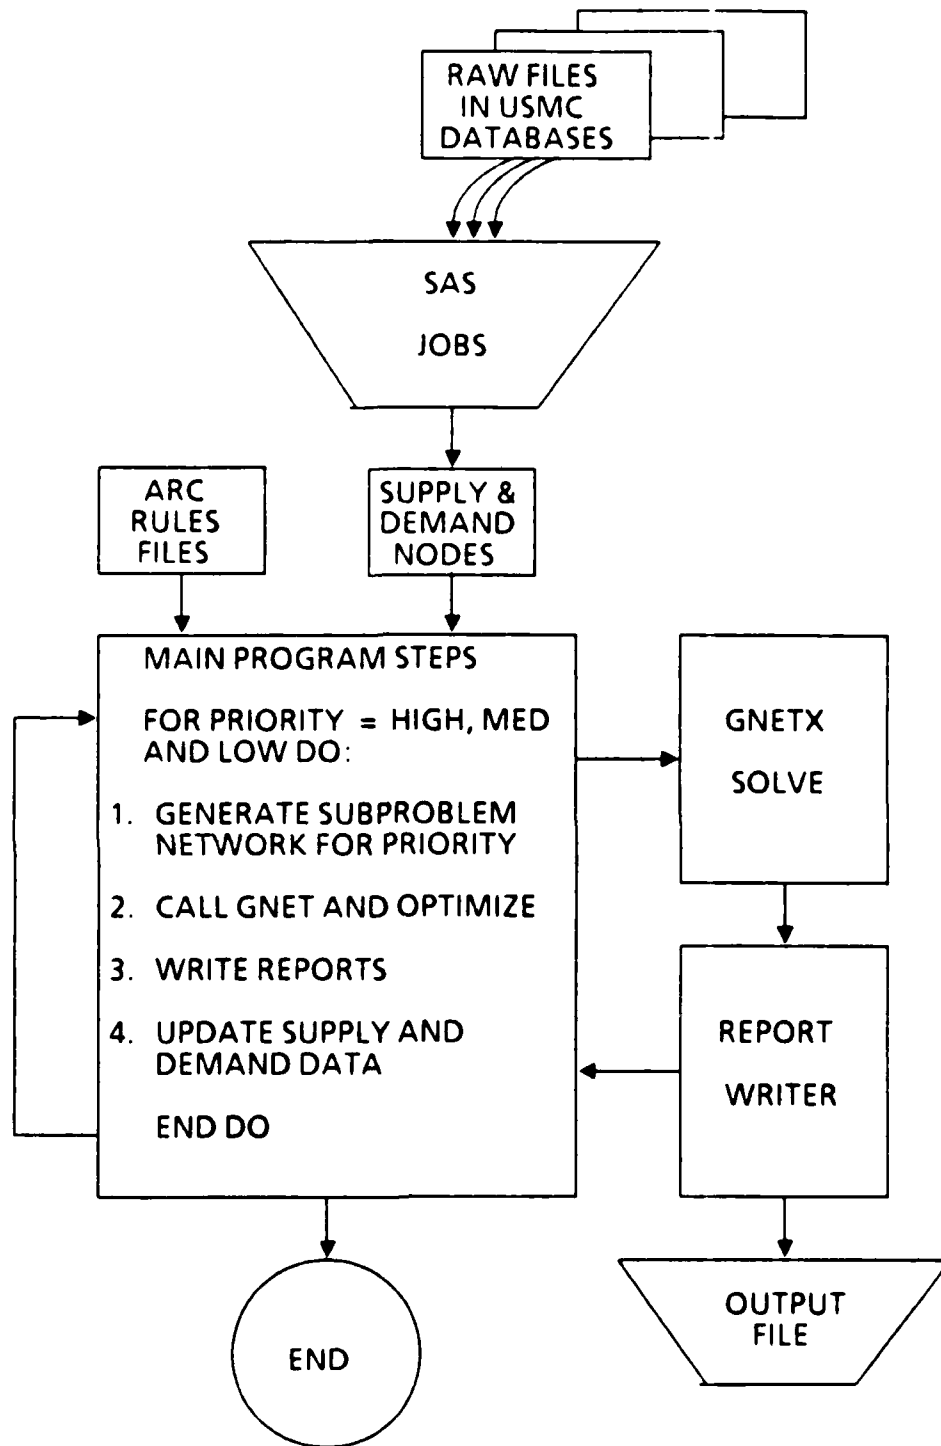 RAW FILES
IN USMC
DATABASES
SAS
JOBS
ARC
RULES
FILES
SUPPLY &
DEMAND
NODES
MAIN PROGRAM STEPS
FOR PRIORITY = HIGH, MED
AND LOW DO:
1. GENERATE SUBPROBLEM
NETWORK FOR PRIORITY
2. CALL GNET AND OPTIMIZE
3. WRITE REPORTS
4. UPDATE SUPPLY AND
DEMAND DATA
END DO
GNETX
SOLVE
REPORT
WRITER
END
OUTPUT
FILE